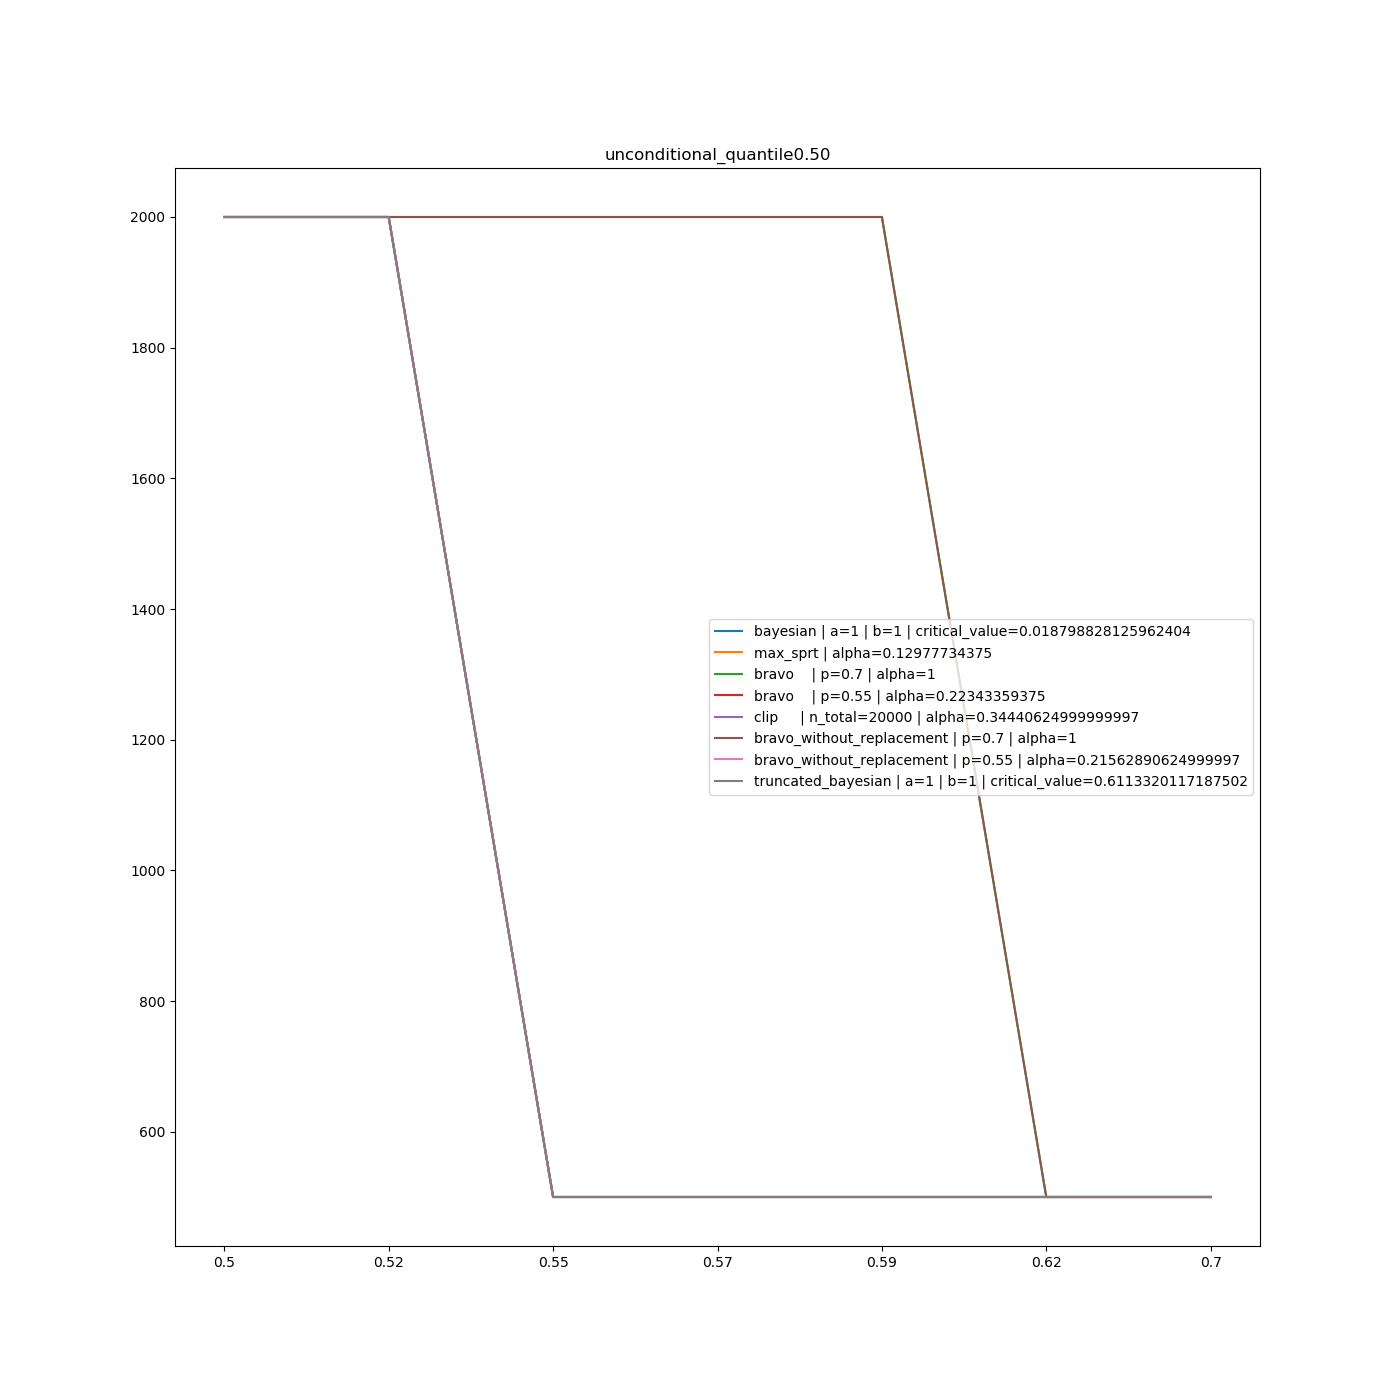 unconditional_quantile0.50
2000
1800
1600
1400
1200
1000
800
600
bayesian | a=1 | b=1 | critical_value=0.018798828125962404
max_sprt | alpha=0.12977734375
bravo    | p=0.7 | alpha=1
bravo    | p=0.55 | alpha=0.22343359375
clip     | n_total=20000 | alpha=0.34440624999999997
bravo_without_replacement | p=0.7 | alpha=1
bravo_without_replacement | p=0.55 | alpha=0.21562890624999997
truncated_bayesian | a=1 | b=1 | critical_value=0.6113320117187502
0.5 0.52 0.55 0.57 0.59 0.62 0.7